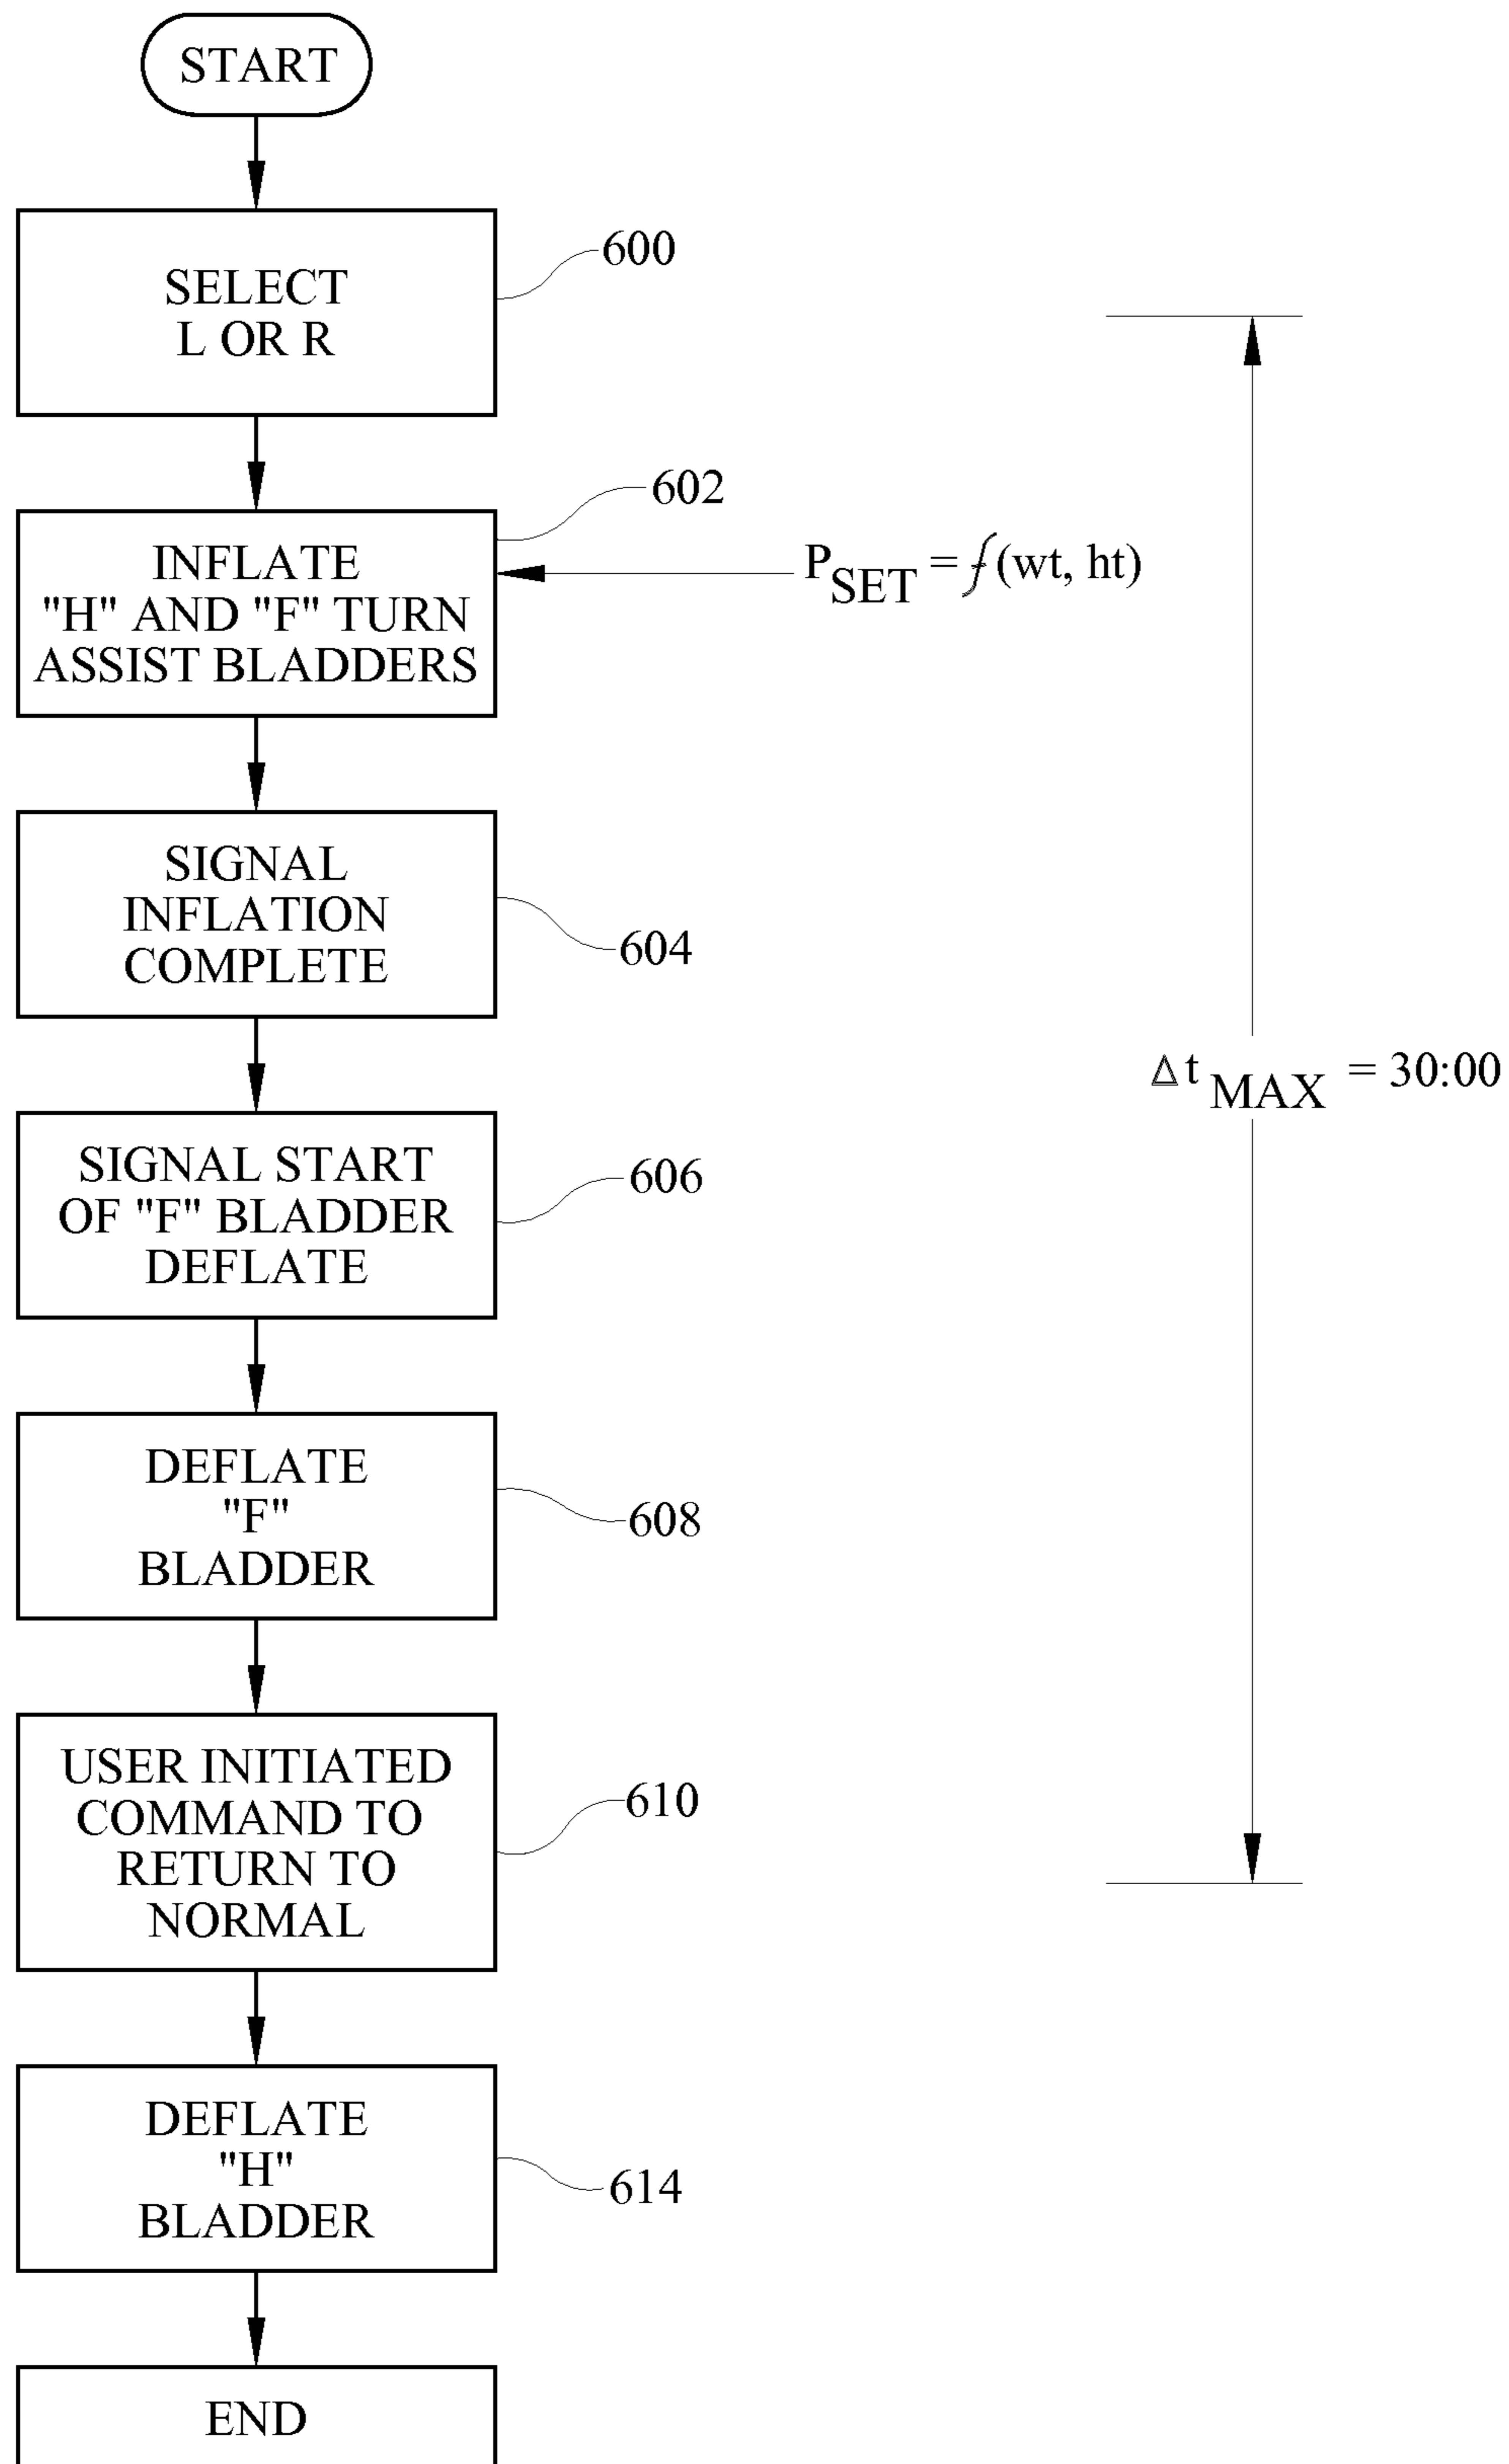 START
SELECT
L OR R
600
INFLATE
"H" AND "F" TURN
ASSIST BLADDERS
602
P SET = f(wt, ht)
SIGNAL
INFLATION
COMPLETE
604
Δt MAX = 30:00
SIGNAL START
OF "F" BLADDER
DEFLATE
606
DEFLATE
"F"
BLADDER
608
USER INITIATED
COMMAND TO
RETURN TO
NORMAL
610
DEFLATE
"H"
BLADDER
614
END